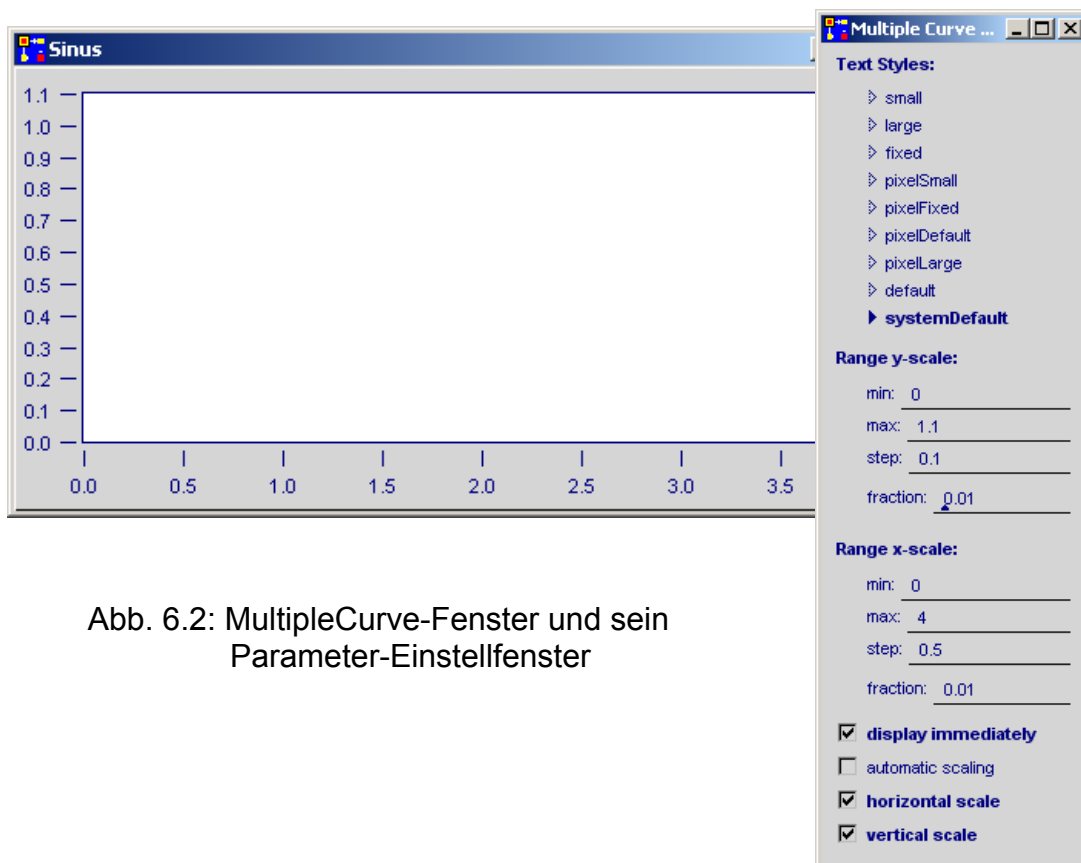 Sinus
1.1
1.0
0.9
0.8
0.7
0.6
0.5
0.4
0.3
0.2
0.1
0.0
0.0 0.5 1.0 1.5 2.0 2.5 3.0 3.5
Abb. 6.2: MultipleCurve-Fenster und sein
Parameter-Einstellfenster
Multiple Curve ...
Text Styles:
small
large
fixed
pixelSmall
pixelFixed
pixelDefault
pixelLarge
default
systemDefault
Range y-scale:
min: 0
max: 1.1
step: 0.1
fraction: 0.01
Range x-scale:
min: 0
max: 4
step: 0.5
fraction: 0.01
display immediately
automatic scaling
horizontal scale
vertical scale